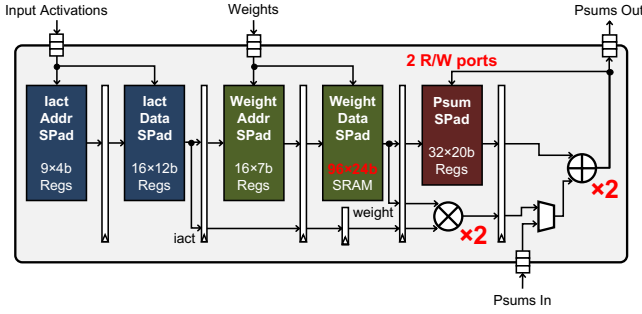 Input Activations
Weights
Psums Out
2 R/W ports
Iact
Addr
SPad
9×4b
Regs
Iact
Data
SPad
16×12b
Regs
Weight
Addr
SPad
16×7b
Regs
Weight
Data
SPad
96×24b
SRAM
Psum
SPad
32×20b
Regs
×2
weight
iact
×2
Psums In